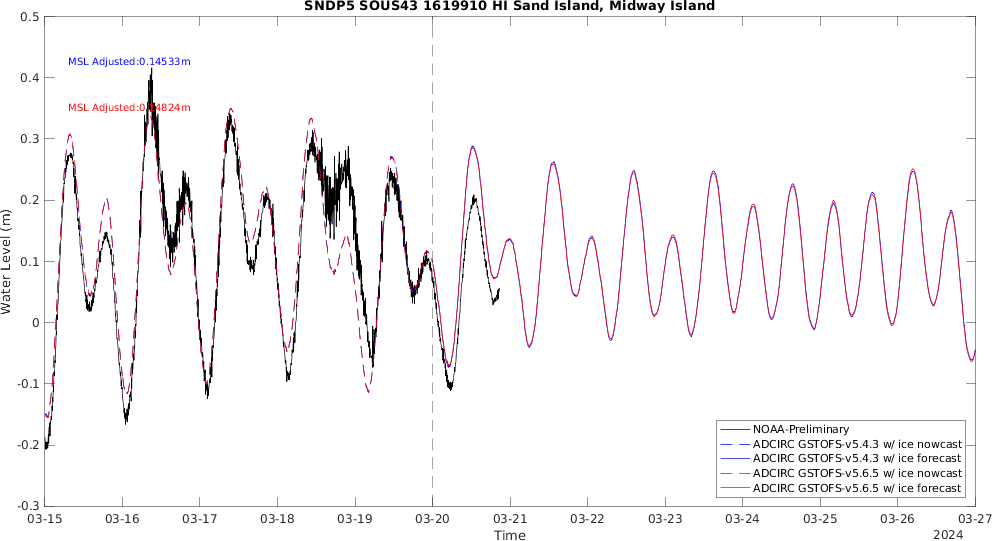 SNDP5 SOUS43 1619910 HI Sand Island, Midway Island
0.5
0.4
0.3
0.2
0.1
0
-0.1
-0.2
-0.3
Water Level (m)
MSL Adjusted:0.14533m
MSL Adjusted:0.14824m
NOAA-Preliminary
ADCIRC GSTOFS-v5.4.3 w/ ice nowcast
ADCIRC GSTOFS-v5.4.3 w/ ice forecast
ADCIRC GSTOFS-v5.6.5 w/ ice nowcast
ADCIRC GSTOFS-v5.6.5 w/ ice forecast
03-15 03-16 03-17 03-18 03-19 03-20 03-21 03-22 03-23 03-24 03-25 03-26 03-27
Time
2024